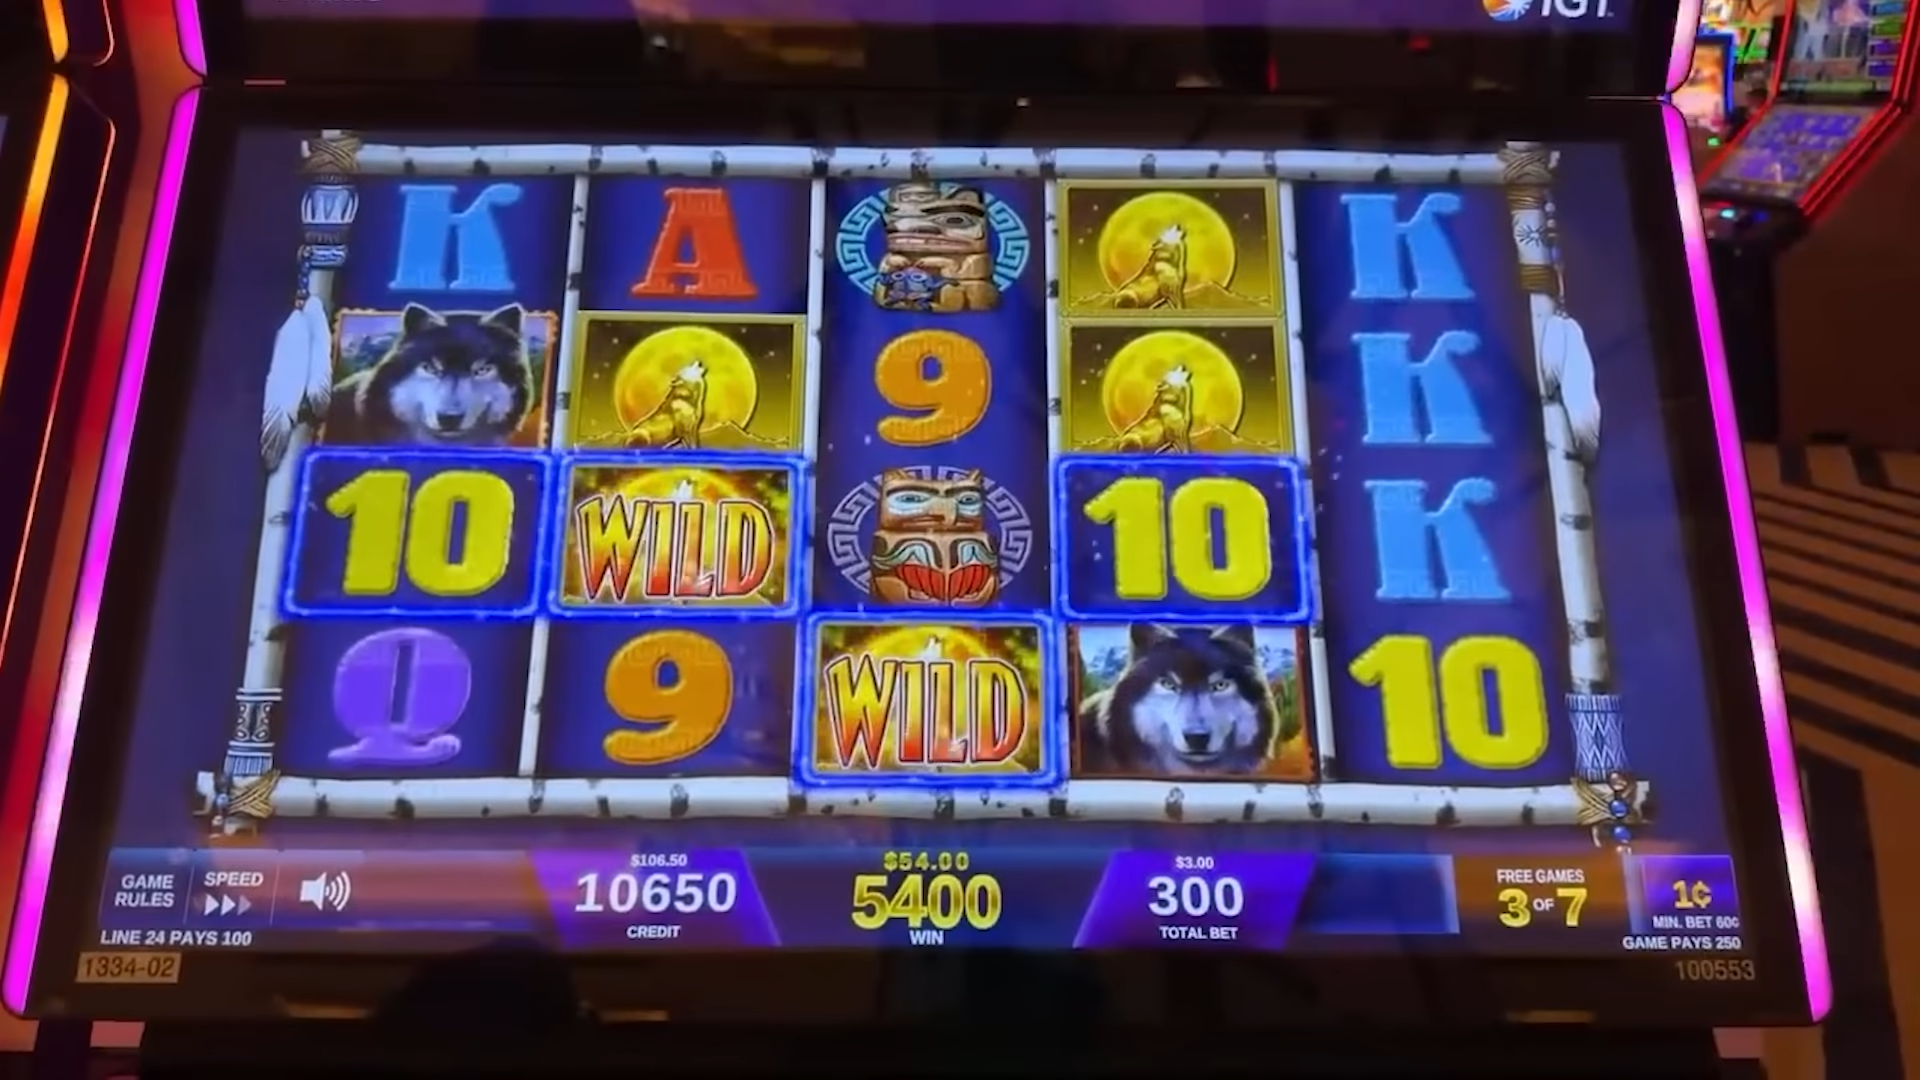 IGT
K A K
9 K
10 WILD 10 K
Q 9 WILD 10
GAME RULES
SPEED
$106.50
10650
CREDIT
$54.00
5400
WIN
$3.00
300
TOTAL BET
FREE GAMES
3 OF 7
1¢
MIN. BET 60¢
LINE 24 PAYS 100
GAME PAYS 250
1334-02
100553